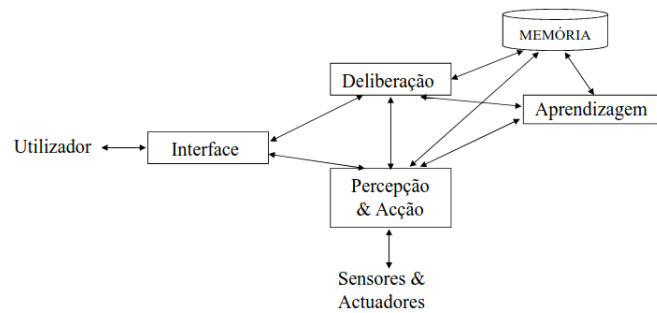 MEMÓRIA
Deliberação
Aprendizagem
Utilizador
Interface
Percepção
& Acção
Sensores &
Actuadores